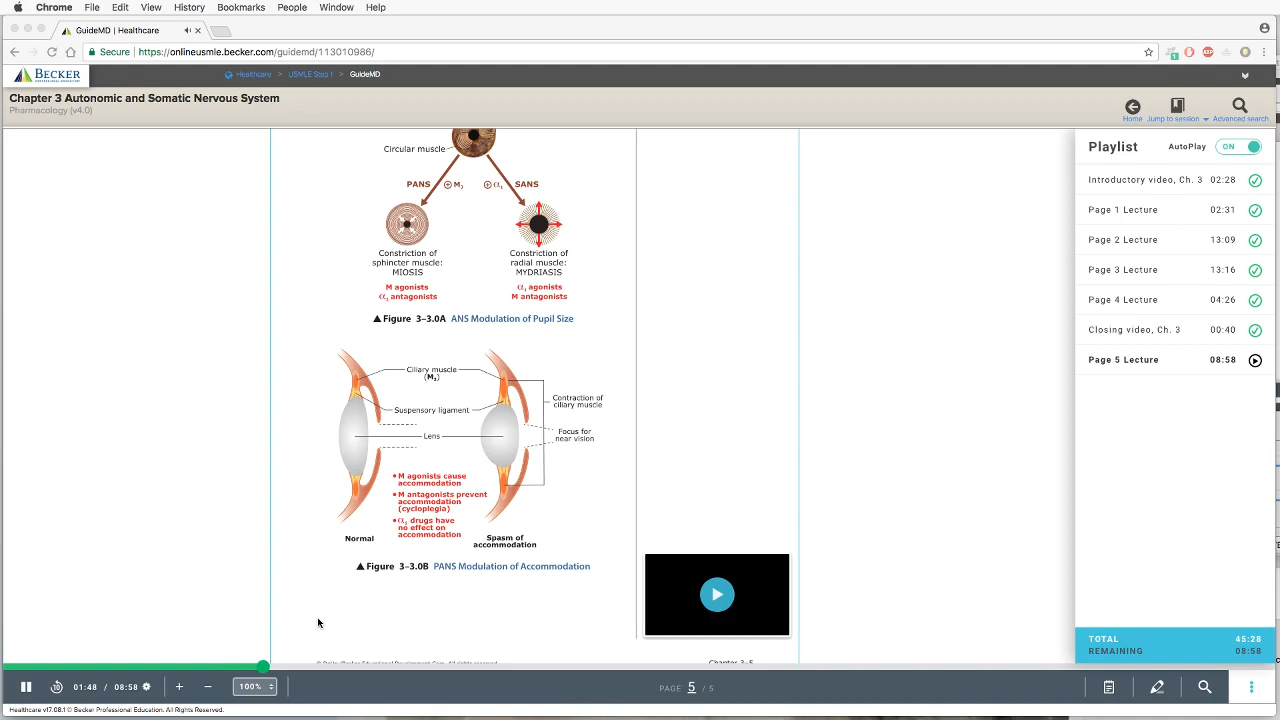 Chrome File Edit View History Bookmarks People Window Help
GuideMD | Healthcare
Secure https://onlineusmle.becker.com/guidemd/113010986/
BECKER
PROFESSIONAL EDUCATION
Healthcare > USMLE Step 1 > GuideMD
Chapter 3 Autonomic and Somatic Nervous System
Pharmacology (v4.0)
Home Jump to session Advanced search
Circular muscle
PANS + M3 + α1 SANS
Constriction of
sphincter muscle:
MIOSIS
M agonists
α1 antagonists
Constriction of
radial muscle:
MYDRIASIS
α1 agonists
M antagonists
▲ Figure 3-3.0A ANS Modulation of Pupil Size
Ciliary muscle
(M3)
Suspensory ligament
Lens
Contraction of
ciliary muscle
Focus for
near vision
• M agonists cause
accommodation
• M antagonists prevent
accommodation
(cycloplegia)
• α1 drugs have
no effect on
accommodation
Normal
Spasm of
accommodation
▲ Figure 3-3.0B PANS Modulation of Accommodation
Chapter 3-5
Playlist AutoPlay ON
Introductory video, Ch. 3 02:28
Page 1 Lecture 02:31
Page 2 Lecture 13:09
Page 3 Lecture 13:16
Page 4 Lecture 04:26
Closing video, Ch. 3 00:40
Page 5 Lecture 08:58
TOTAL 45:28
REMAINING 08:58
10 01:48 / 08:58 + − 100% PAGE 5 / 5
Healthcare v17.08.1 © Becker Professional Education. All Rights Reserved.